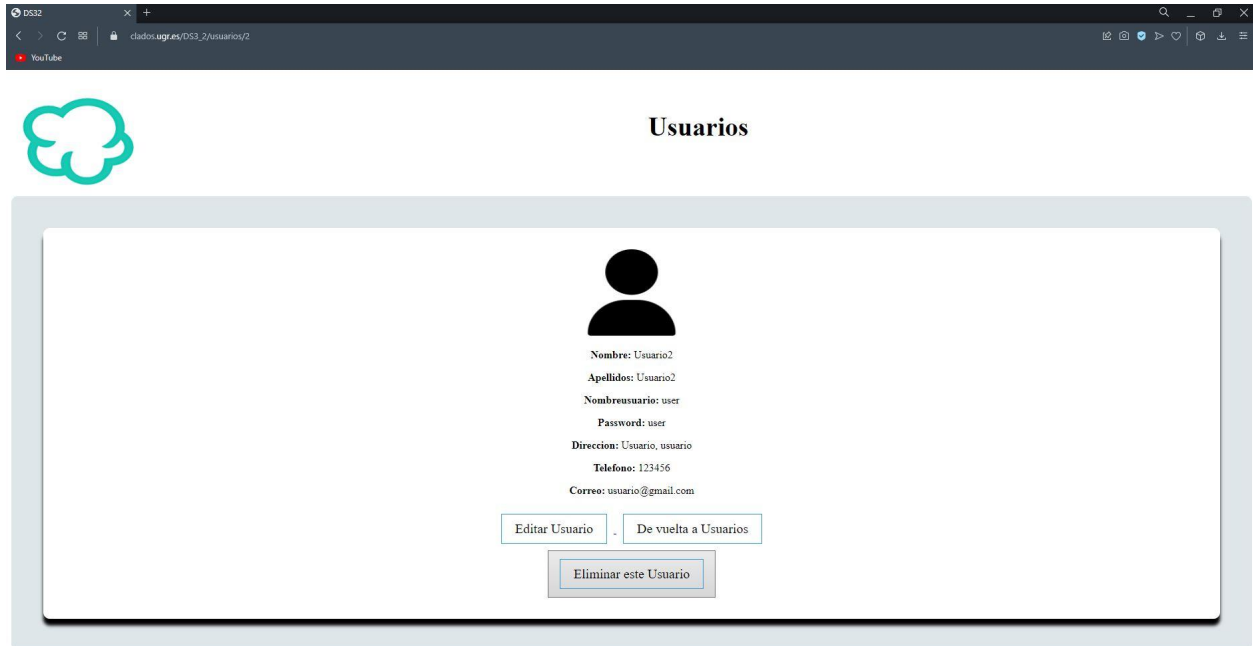 DS32
clados.ugr.es/DS3_2/usuarios/2
YouTube
Usuarios
Nombre: Usuario2
Apellidos: Usuario2
Nombreusuario: user
Password: user
Direccion: Usuario, usuario
Telefono: 123456
Correo: usuario@gmail.com
Editar Usuario - De vuelta a Usuarios
Eliminar este Usuario